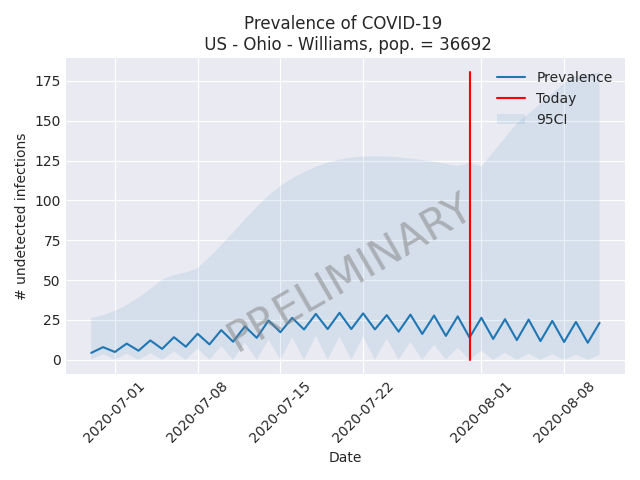 Prevalence of COVID-19
US - Ohio - Williams, pop. = 36692
Prevalence
Today
95CI
175
150
125
100
75
50
25
0
# undetected infections
PRELIMINARY
2020-07-01
2020-07-08
2020-07-15
2020-07-22
2020-08-01
2020-08-08
Date